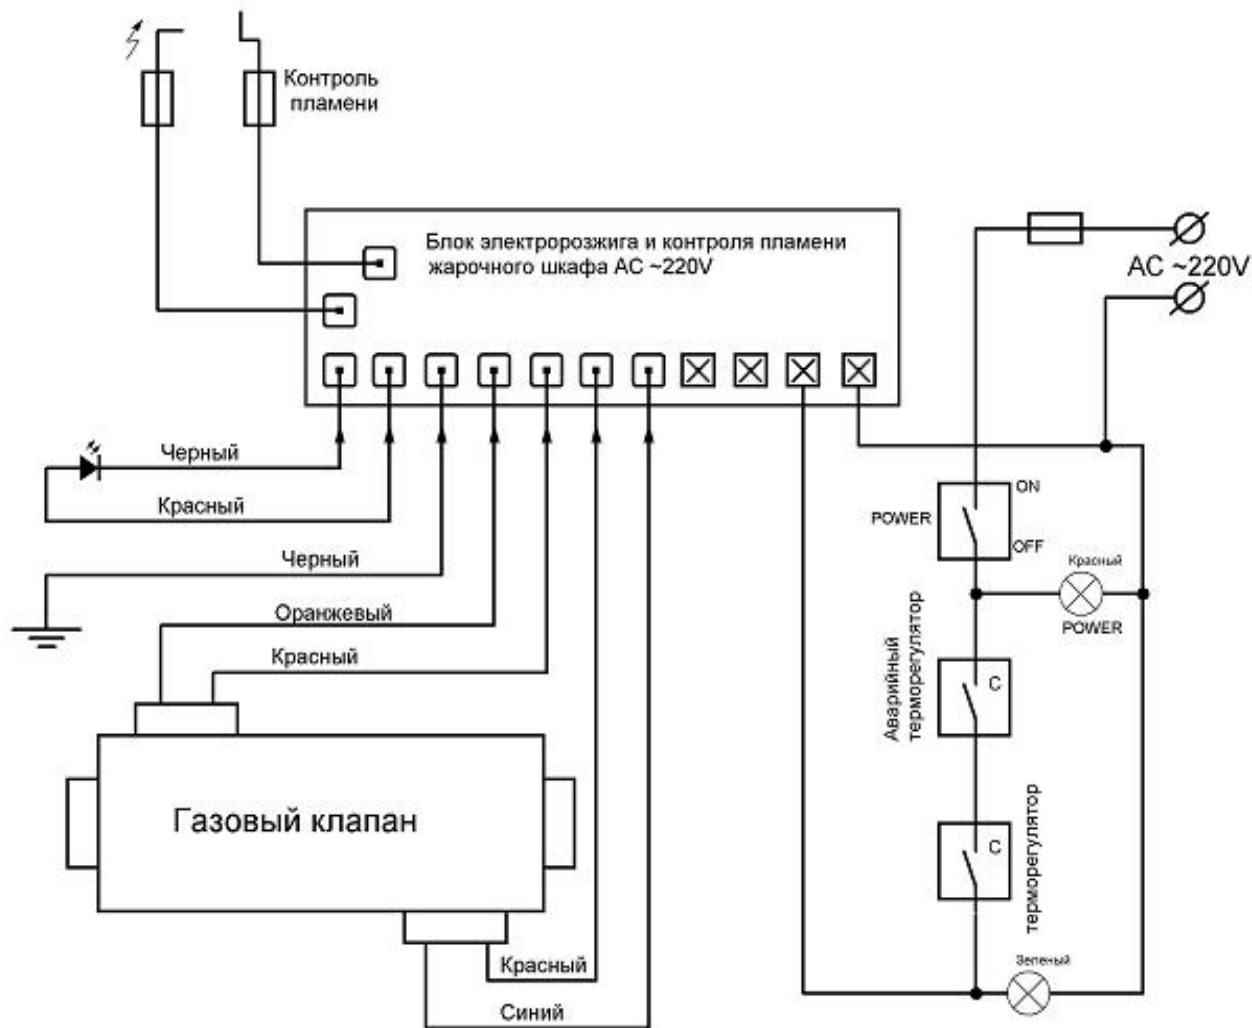 Контроль
пламени
Блок электророзжига и контроля пламени
жарочного шкафа AC ~220V
AC ~220V
Черный
Красный
Черный
Оранжевый
Красный
Газовый клапан
Красный
Синий
ON
POWER
OFF
Красный
POWER
Аварийный
терморегулятор
C
C
терморегулятор
Зеленый